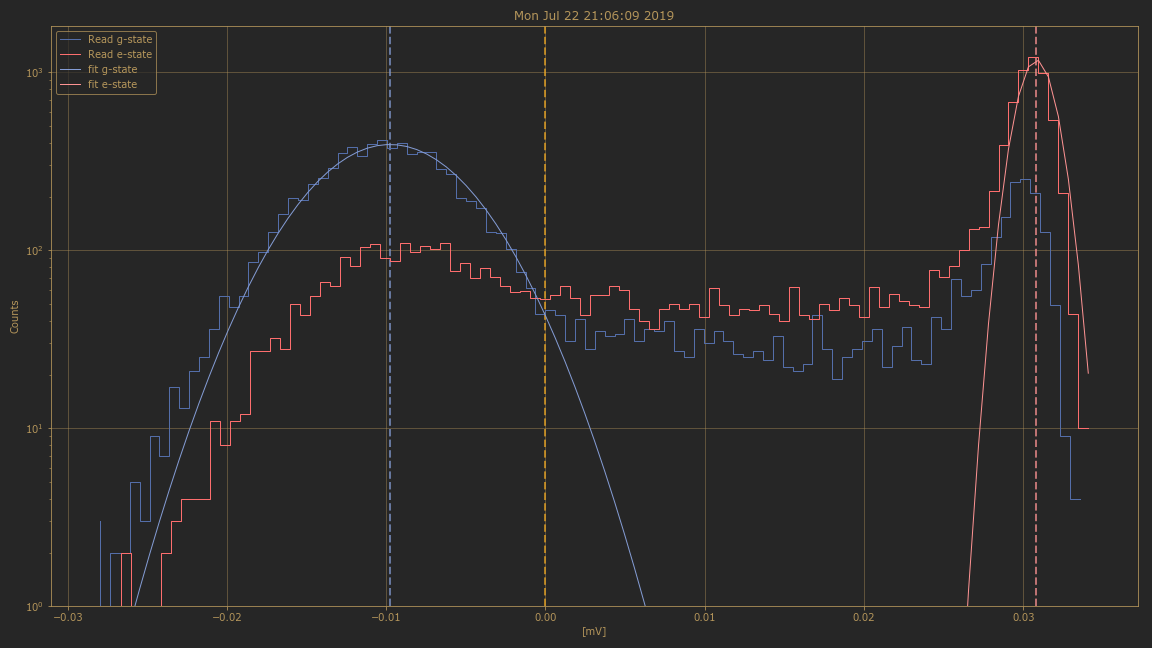 Mon Jul 22 21:06:09 2019
Read g-state
Read e-state
fit g-state
fit e-state
10³
10²
10¹
10⁰
Counts
−0.03 −0.02 −0.01 0.00 0.01 0.02 0.03
[mV]